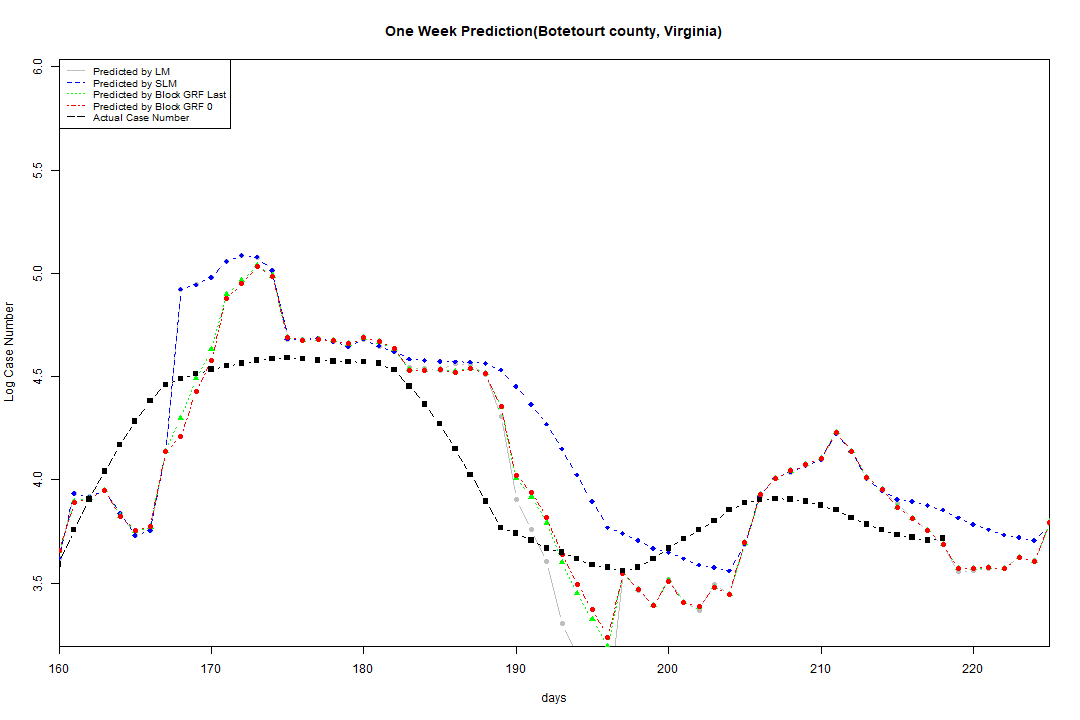 One Week Prediction(Botetourt county, Virginia)
Predicted by LM
Predicted by SLM
Predicted by Block GRF Last
Predicted by Block GRF 0
Actual Case Number
Log Case Number
6.0
5.5
5.0
4.5
4.0
3.5
160 170 180 190 200 210 220
days